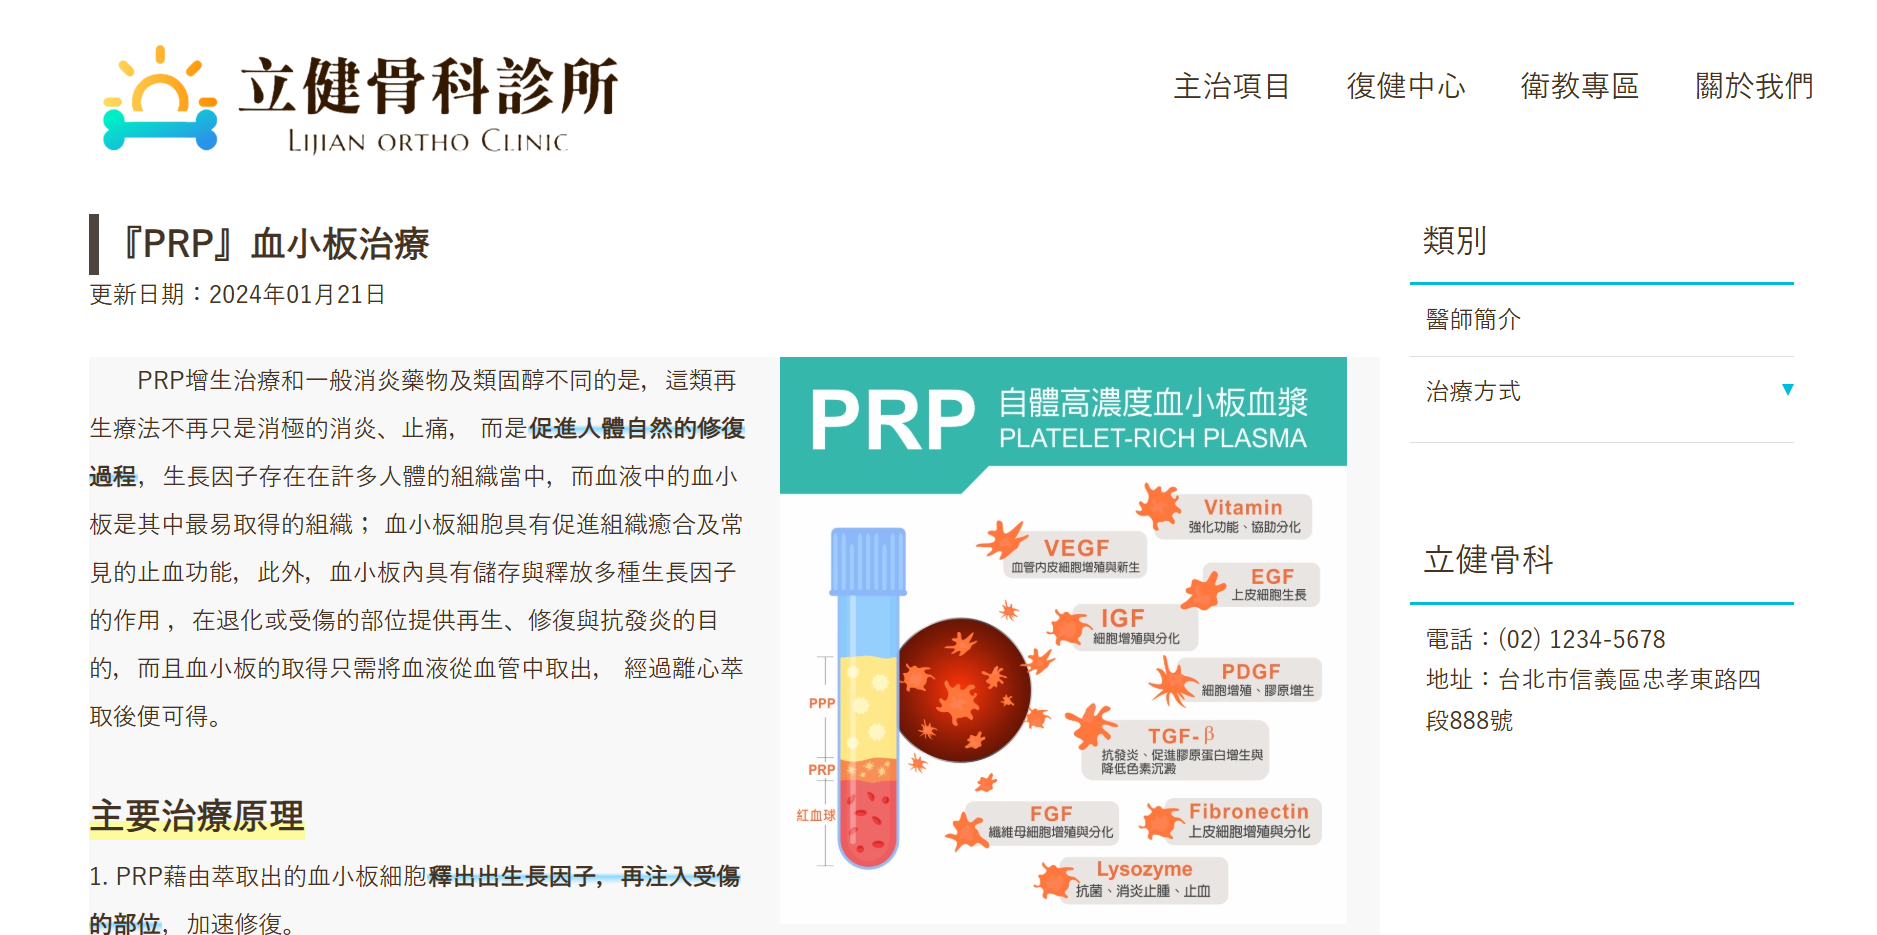 立健骨科診所
LIJIAN ORTHO CLINIC
主治項目 復健中心 衛教專區 關於我們
『PRP』血小板治療
更新日期：2024年01月21日
PRP增生治療和一般消炎藥物及類固醇不同的是，這類再
生療法不再只是消極的消炎、止痛， 而是促進人體自然的修復
過程，生長因子存在在許多人體的組織當中，而血液中的血小
板是其中最易取得的組織； 血小板細胞具有促進組織癒合及常
見的止血功能，此外，血小板內具有儲存與釋放多種生長因子
的作用 ，在退化或受傷的部位提供再生、修復與抗發炎的目
的，而且血小板的取得只需將血液從血管中取出， 經過離心萃
取後便可得。
主要治療原理
1. PRP藉由萃取出的血小板細胞釋出出生長因子，再注入受傷
的部位，加速修復。
PRP
自體高濃度血小板血漿
PLATELET-RICH PLASMA
Vitamin
強化功能、協助分化
VEGF
血管內皮細胞增殖與新生
EGF
上皮細胞生長
IGF
細胞增殖與分化
PDGF
細胞增殖、膠原增生
TGF-β
抗發炎、促進膠原蛋白增生與
降低色素沉澱
FGF
纖維母細胞增殖與分化
Fibronectin
上皮細胞增殖與分化
Lysozyme
抗菌、消炎止腫、止血
PPP
PRP
紅血球
類別
醫師簡介
治療方式
立健骨科
電話：(02) 1234-5678
地址：台北市信義區忠孝東路四
段888號